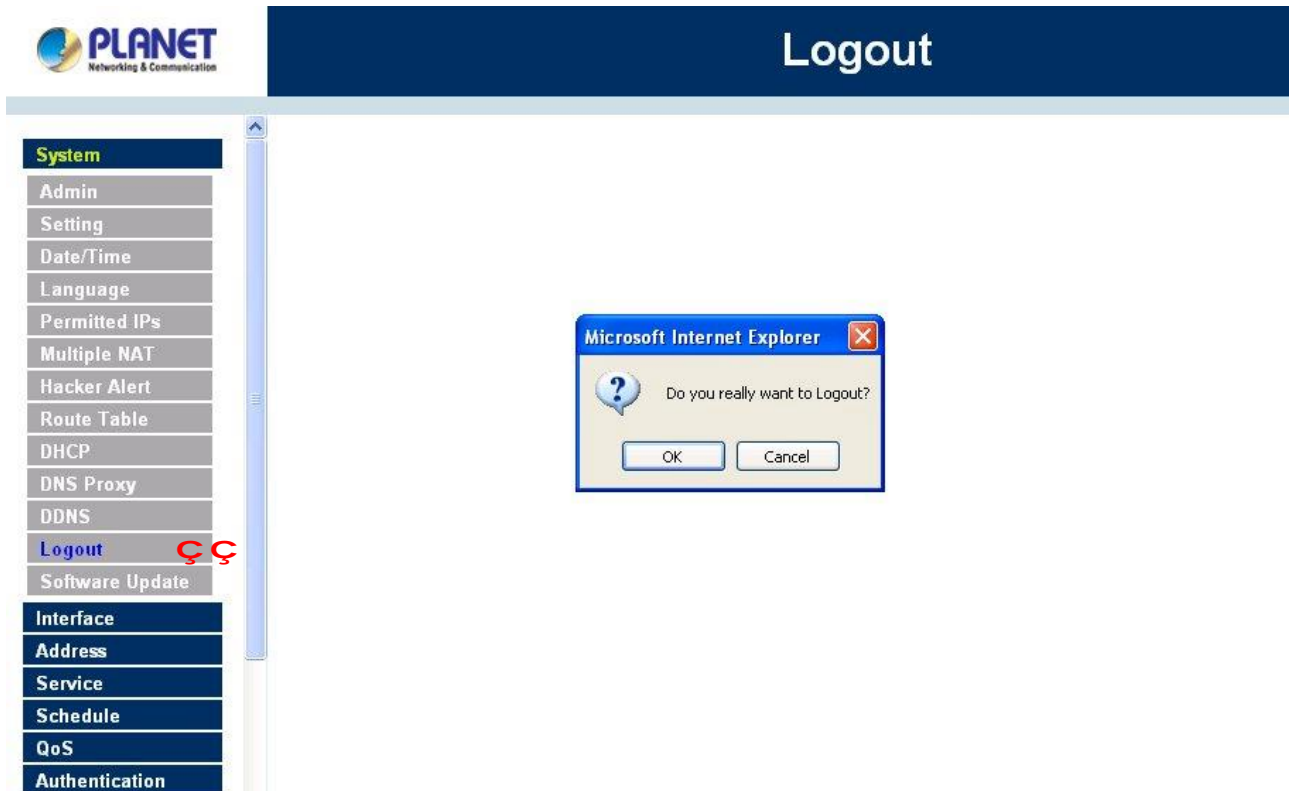 PLANET
Networking & Communication
Logout
System
Admin
Setting
Date/Time
Language
Permitted IPs
Multiple NAT
Hacker Alert
Route Table
DHCP
DNS Proxy
DDNS
Logout Ç Ç
Software Update
Interface
Address
Service
Schedule
QoS
Authentication
Microsoft Internet Explorer
Do you really want to Logout?
OK Cancel